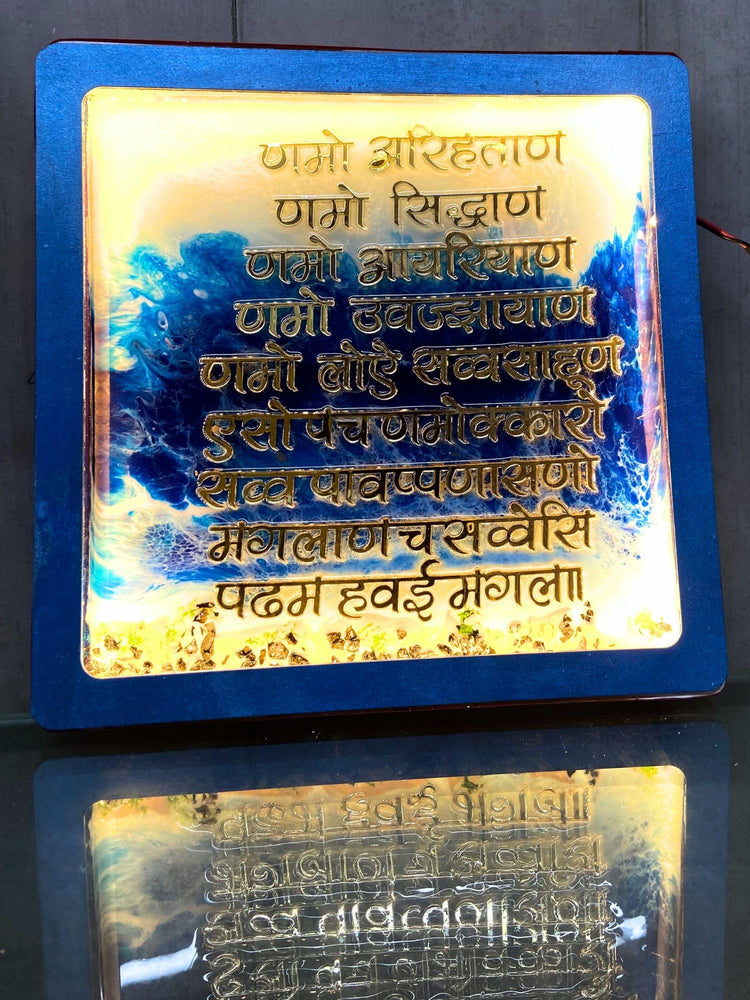 णमो अरिहताण
णमो सिद्धाण
णमो आयरियाण
णमो उवज्झायाण
णमो लोऐ सव्वसाहूण
एसो पच णमोक्कारो
सव्व पावप्पणासणो
मगलाण च सव्वेसि
पढम हवई मगल॥